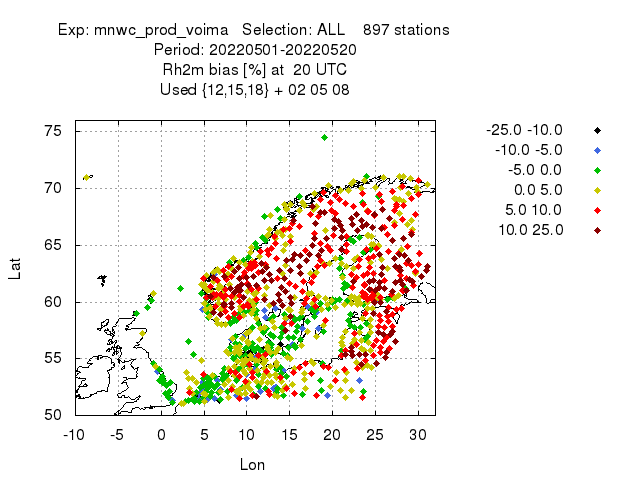 Exp: mnwc_prod_voima   Selection: ALL    897 stations
Period: 20220501-20220520
Rh2m bias [%] at  20 UTC
Used {12,15,18} + 02 05 08
-25.0 -10.0
-10.0 -5.0
-5.0 0.0
0.0 5.0
5.0 10.0
10.0 25.0
Lat
75
70
65
60
55
50
-10 -5 0 5 10 15 20 25 30
Lon